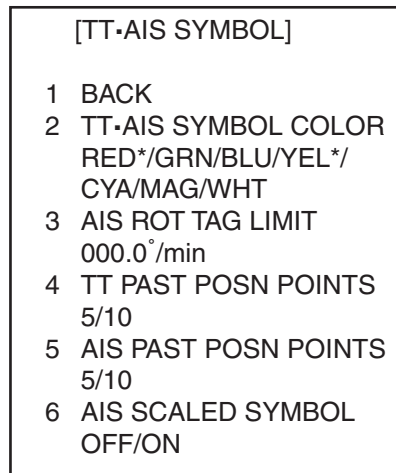 [TT▪AIS SYMBOL]
1 BACK
2 TT▪AIS SYMBOL COLOR
RED*/GRN/BLU/YEL*/
CYA/MAG/WHT
3 AIS ROT TAG LIMIT
000.0°/min
4 TT PAST POSN POINTS
5/10
5 AIS PAST POSN POINTS
5/10
6 AIS SCALED SYMBOL
OFF/ON